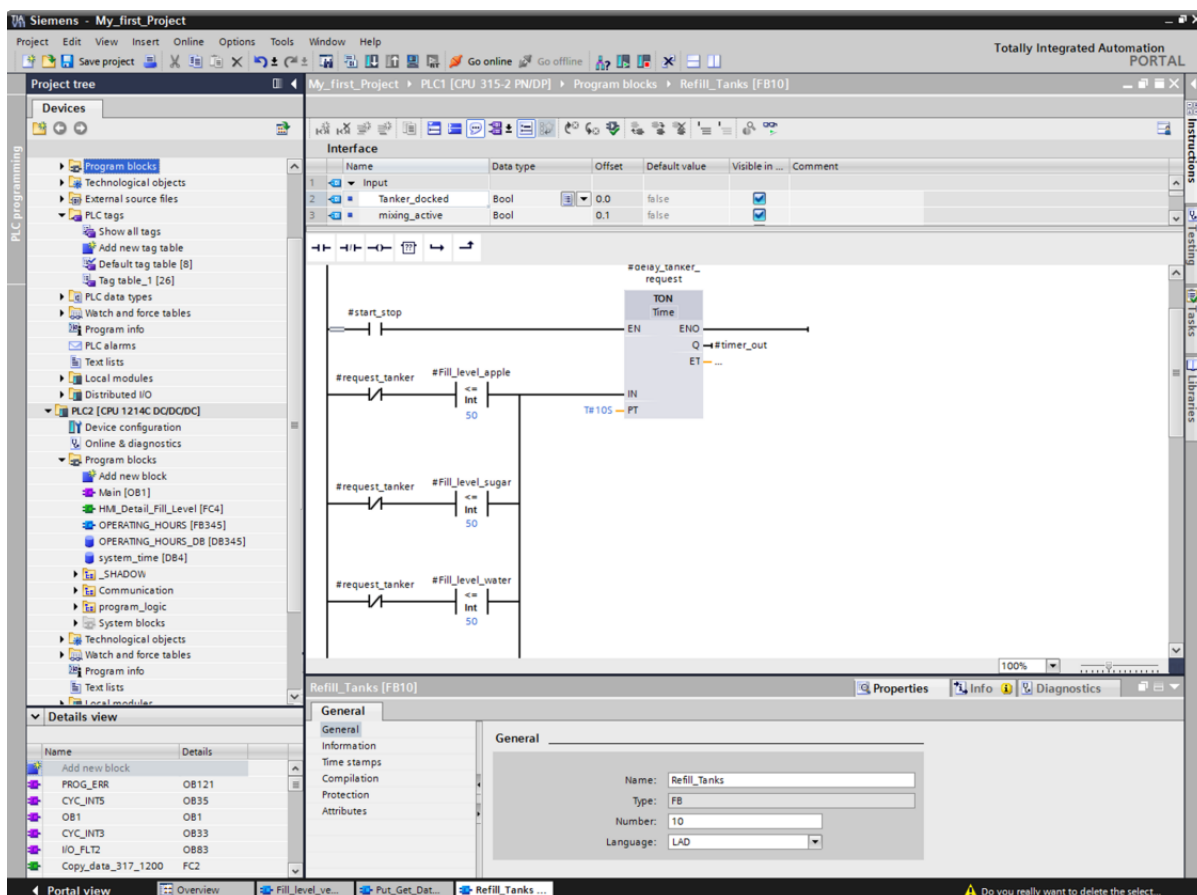 Siemens - My_first_Project
Project Edit View Insert Online Options Tools Window Help
Totally Integrated Automation
PORTAL
Save project Go online Go offline
Project tree
My_first_Project PLC1 [CPU 315-2 PN/DP] Program blocks Refill_Tanks [FB10]
Devices
PLC programming
Program blocks
Technological objects
External source files
PLC tags
Show all tags
Add new tag table
Default tag table [8]
Tag table_1 [26]
PLC data types
Watch and force tables
Program info
PLC alarms
Text lists
Local modules
Distributed I/O
PLC2 [CPU 1214C DC/DC/DC]
Device configuration
Online & diagnostics
Program blocks
Add new block
Main [OB1]
HMI_Detail_Fill_Level [FC4]
OPERATING_HOURS [FB345]
OPERATING_HOURS_DB [DB345]
system_time [DB4]
_SHADOW
Communication
program_logic
System blocks
Technological objects
Watch and force tables
Program info
Text lists
Local modules
Details view
Name Details
Add new block
PROG_ERR OB121
CYC_INT5 OB35
OB1 OB1
CYC_INT3 OB33
I/O_FLT2 OB83
Copy_data_317_1200 FC2
Interface
Name Data type Offset Default value Visible in ... Comment
1 Input
2 Tanker_docked Bool 0.0 false
3 mixing_active Bool 0.1 false
#delay_tanker_
request
TON
Time
#start_stop
EN ENO
Q #timer_out
ET ...
#request_tanker #Fill_level_apple
<=
Int
50
IN
T#10S PT
#request_tanker #Fill_level_sugar
<=
Int
50
#request_tanker #Fill_level_water
<=
Int
50
100%
Refill_Tanks [FB10]
Properties Info Diagnostics
General
General
Information
Time stamps
Compilation
Protection
Attributes
General
Name: Refill_Tanks
Type: FB
Number: 10
Language: LAD
Instructions
Testing
Tasks
Libraries
Portal view Overview Fill_level_ve... Put_Get_Dat... Refill_Tanks ...
Do you really want to delete the select...